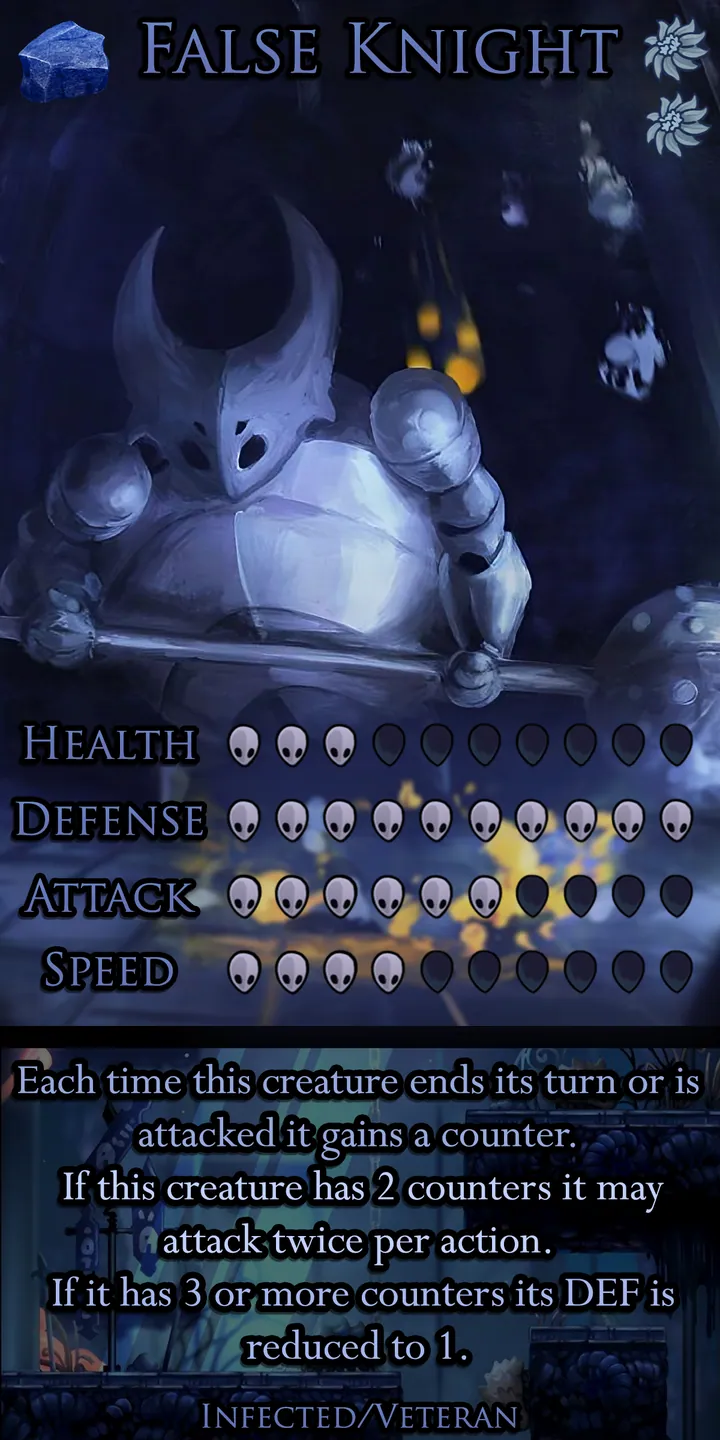 False Knight
Health
Defense
Attack
Speed
Each time this creature ends its turn or is
attacked it gains a counter.
If this creature has 2 counters it may
attack twice per action.
If it has 3 or more counters its DEF is
reduced to 1.
Infected/Veteran